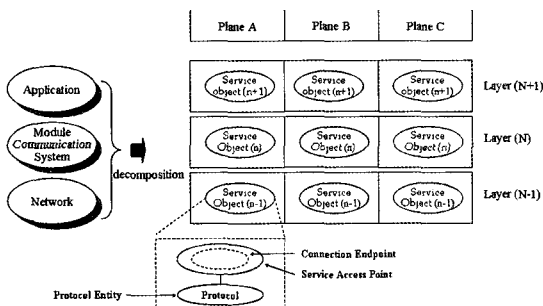 Plane A Plane B Plane C
Application
Module
Communication
System
Network
decomposition
Service
object (n+1)
Service
object (n+1)
Service
object (n+1)
Layer (N+1)
Service
Object (n)
Service
Object (n)
Service
Object (n)
Layer (N)
Service
Object (n-1)
Service
Object (n-1)
Service
Object (n-1)
Layer (N-1)
Connection Endpoint
Service Access Point
Protocol Entity
Protocol